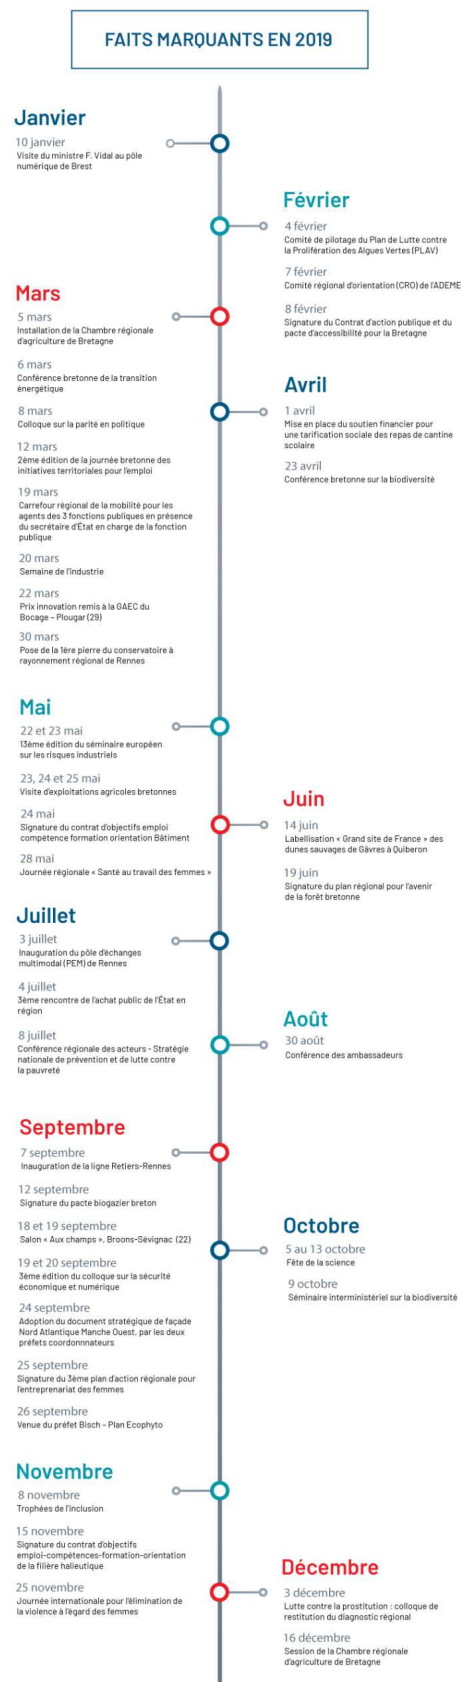 FAITS MARQUANTS EN 2019
Janvier
10 janvier
Visite du ministre F. Vidal au pôle
numérique de Brest
Février
4 février
Comité de pilotage du Plan de Lutte contre
la Prolifération des Algues Vertes (PLAV)
7 février
Comité régional d'orientation (CRO) de l'ADEME
8 février
Signature du Contrat d'action publique et du
pacte d'accessibilité pour la Bretagne
Mars
5 mars
Installation de la Chambre régionale
d'agriculture de Bretagne
6 mars
Conférence bretonne de la transition
énergétique
8 mars
Colloque sur la parité en politique
12 mars
2ème édition de la journée bretonne des
initiatives territoriales pour l'emploi
19 mars
Carrefour régional de la mobilité pour les
agents des 3 fonctions publiques en présence
du secrétaire d'État en charge de la fonction
publique
20 mars
Semaine de l'industrie
22 mars
Prix innovation remis à la GAEC du
Bocage – Plougar (29)
30 mars
Pose de la 1ère pierre du conservatoire à
rayonnement régional de Rennes
Avril
1 avril
Mise en place du soutien financier pour
une tarification sociale des repas de cantine
scolaire
23 avril
Conférence bretonne sur la biodiversité
Mai
22 et 23 mai
13ème édition du séminaire européen
sur les risques industriels
23, 24 et 25 mai
Visite d'exploitations agricoles bretonnes
24 mai
Signature du contrat d'objectifs emploi
compétence formation orientation Bâtiment
28 mai
Journée régionale « Santé au travail des femmes »
Juin
14 juin
Labellisation « Grand site de France » des
dunes sauvages de Gâvres à Quiberon
19 juin
Signature du plan régional pour l'avenir
de la forêt bretonne
Juillet
3 juillet
Inauguration du pôle d'échanges
multimodal (PEM) de Rennes
4 juillet
3ème rencontre de l'achat public de l'État en
région
8 juillet
Conférence régionale des acteurs - Stratégie
nationale de prévention et de lutte contre
la pauvreté
Août
30 août
Conférence des ambassadeurs
Septembre
7 septembre
Inauguration de la ligne Retiers-Rennes
12 septembre
Signature du pacte biogazier breton
18 et 19 septembre
Salon « Aux champs », Broons-Sévignac (22)
19 et 20 septembre
3ème édition du colloque sur la sécurité
économique et numérique
24 septembre
Adoption du document stratégique de façade
Nord Atlantique Manche Ouest, par les deux
préfets coordonnnateurs
25 septembre
Signature du 3ème plan d'action régionale pour
l'entreprenariat des femmes
26 septembre
Venue du préfet Bisch – Plan Ecophyto
Octobre
5 au 13 octobre
Fête de la science
9 octobre
Séminaire interministériel sur la biodiversité
Novembre
8 novembre
Trophées de l'inclusion
15 novembre
Signature du contrat d'objectifs
emploi-compétences-formation-orientation
de la filière halieutique
25 novembre
Journée internationale pour l'élimination de
la violence à l'égard des femmes
Décembre
3 décembre
Lutte contre la prostitution : colloque de
restitution du diagnostic régional
16 décembre
Session de la Chambre régionale
d'agriculture de Bretagne